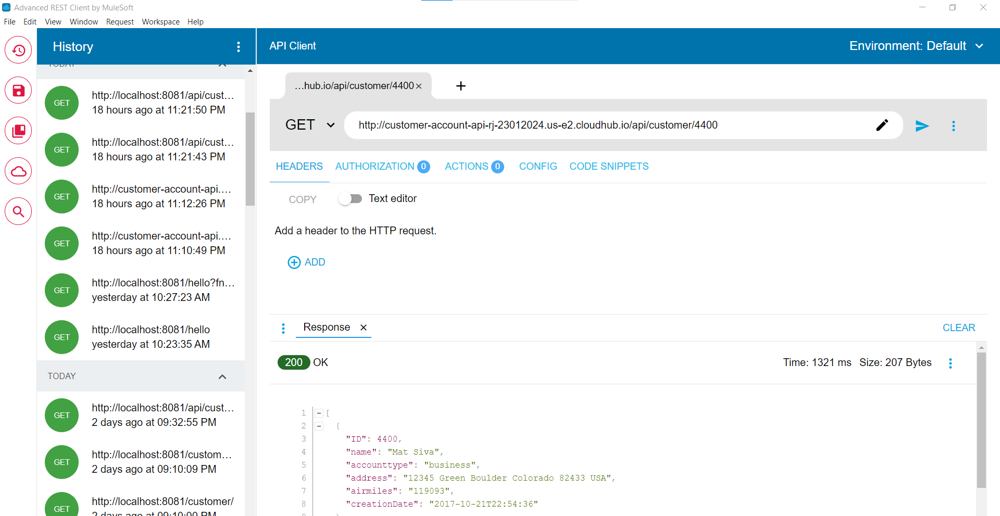 Advanced REST Client by MuleSoft
File Edit View Window Request Workspace Help
History
API Client
Environment: Default
TODAY
GET
http://localhost:8081/api/cust...
18 hours ago at 11:21:50 PM
GET
http://localhost:8081/api/cust...
18 hours ago at 11:21:43 PM
GET
http://customer-account-api....
18 hours ago at 11:12:26 PM
GET
http://customer-account-api....
18 hours ago at 11:10:49 PM
GET
http://localhost:8081/hello?fn...
yesterday at 10:27:23 AM
GET
http://localhost:8081/hello
yesterday at 10:23:35 AM
TODAY
GET
http://localhost:8081/api/cust...
2 days ago at 09:32:55 PM
GET
http://localhost:8081/custom...
2 days ago at 09:10:09 PM
GET
http://localhost:8081/customer/
2 days ago at 09:10:00 PM
...hub.io/api/customer/4400 ×
+
GET
http://customer-account-api-rj-23012024.us-e2.cloudhub.io/api/customer/4400
HEADERS AUTHORIZATION 0 ACTIONS 0 CONFIG CODE SNIPPETS
COPY Text editor
Add a header to the HTTP request.
ADD
Response × CLEAR
200 OK Time: 1321 ms Size: 207 Bytes
1 [
2 {
3 "ID": 4400,
4 "name": "Mat Siva",
5 "accounttype": "business",
6 "address": "12345 Green Boulder Colorado 82433 USA",
7 "airmiles": "119093",
8 "creationDate": "2017-10-21T22:54:36"